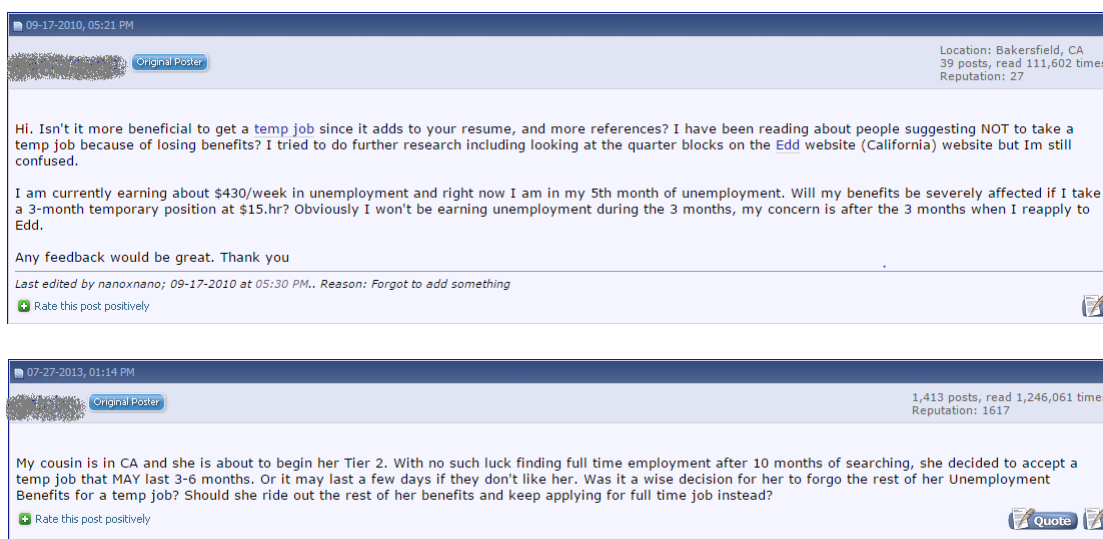 09-17-2010, 05:21 PM
Original Poster
Location: Bakersfield, CA
39 posts, read 111,602 times
Reputation: 27
Hi. Isn't it more beneficial to get a temp job since it adds to your resume, and more references? I have been reading about people suggesting NOT to take a
temp job because of losing benefits? I tried to do further research including looking at the quarter blocks on the Edd website (California) website but Im still
confused.
I am currently earning about $430/week in unemployment and right now I am in my 5th month of unemployment. Will my benefits be severely affected if I take
a 3-month temporary position at $15.hr? Obviously I won't be earning unemployment during the 3 months, my concern is after the 3 months when I reapply to
Edd.
Any feedback would be great. Thank you
Last edited by nanoxnano; 09-17-2010 at 05:30 PM.. Reason: Forgot to add something
Rate this post positively
07-27-2013, 01:14 PM
Original Poster
1,413 posts, read 1,246,061 time
Reputation: 1617
My cousin is in CA and she is about to begin her Tier 2. With no such luck finding full time employment after 10 months of searching, she decided to accept a
temp job that MAY last 3-6 months. Or it may last a few days if they don't like her. Was it a wise decision for her to forgo the rest of her Unemployment
Benefits for a temp job? Should she ride out the rest of her benefits and keep applying for full time job instead?
Rate this post positively
Quote